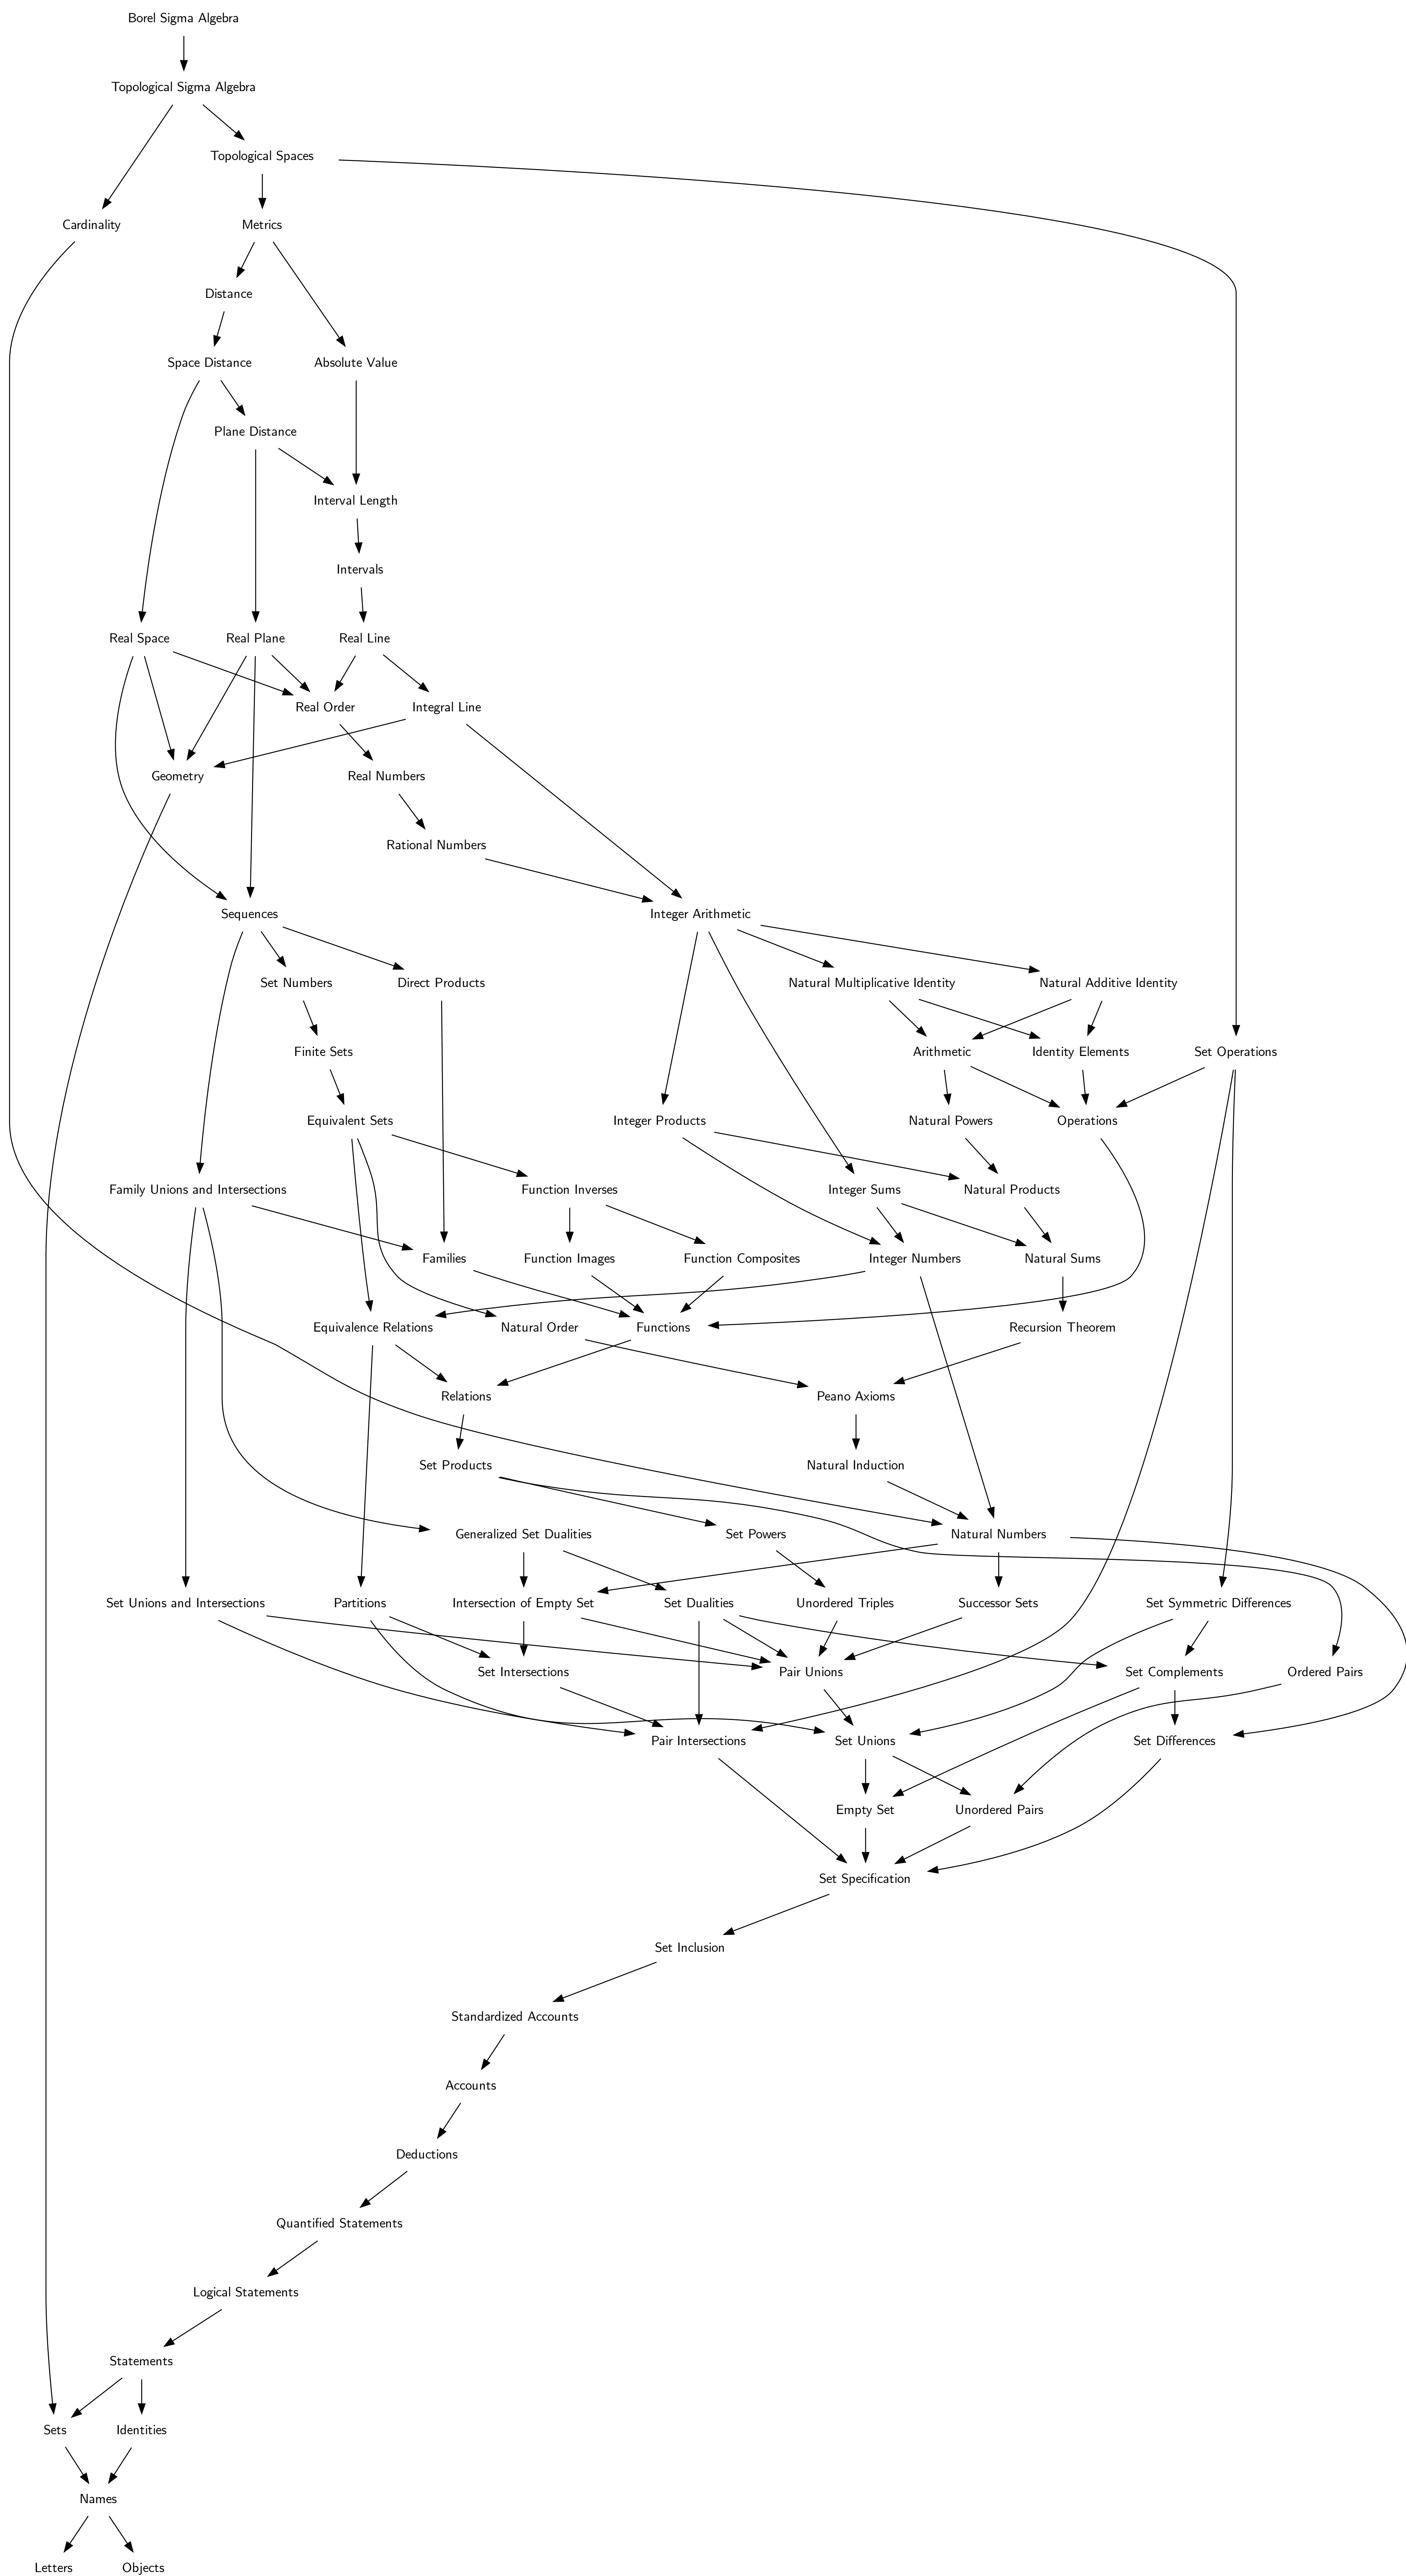 Borel Sigma Algebra
Topological Sigma Algebra
Topological Spaces
Cardinality
Metrics
Distance
Space Distance
Absolute Value
Plane Distance
Interval Length
Intervals
Real Space
Real Plane
Real Line
Real Order
Integral Line
Geometry
Real Numbers
Rational Numbers
Sequences
Integer Arithmetic
Set Numbers
Direct Products
Natural Multiplicative Identity
Natural Additive Identity
Finite Sets
Arithmetic
Identity Elements
Set Operations
Equivalent Sets
Integer Products
Natural Powers
Operations
Family Unions and Intersections
Function Inverses
Integer Sums
Natural Products
Families
Function Images
Function Composites
Integer Numbers
Natural Sums
Equivalence Relations
Natural Order
Functions
Recursion Theorem
Relations
Peano Axioms
Set Products
Natural Induction
Generalized Set Dualities
Set Powers
Natural Numbers
Set Unions and Intersections
Partitions
Intersection of Empty Set
Set Dualities
Unordered Triples
Successor Sets
Set Symmetric Differences
Set Intersections
Pair Unions
Set Complements
Ordered Pairs
Pair Intersections
Set Unions
Set Differences
Empty Set
Unordered Pairs
Set Specification
Set Inclusion
Standardized Accounts
Accounts
Deductions
Quantified Statements
Logical Statements
Statements
Sets
Identities
Names
Letters
Objects